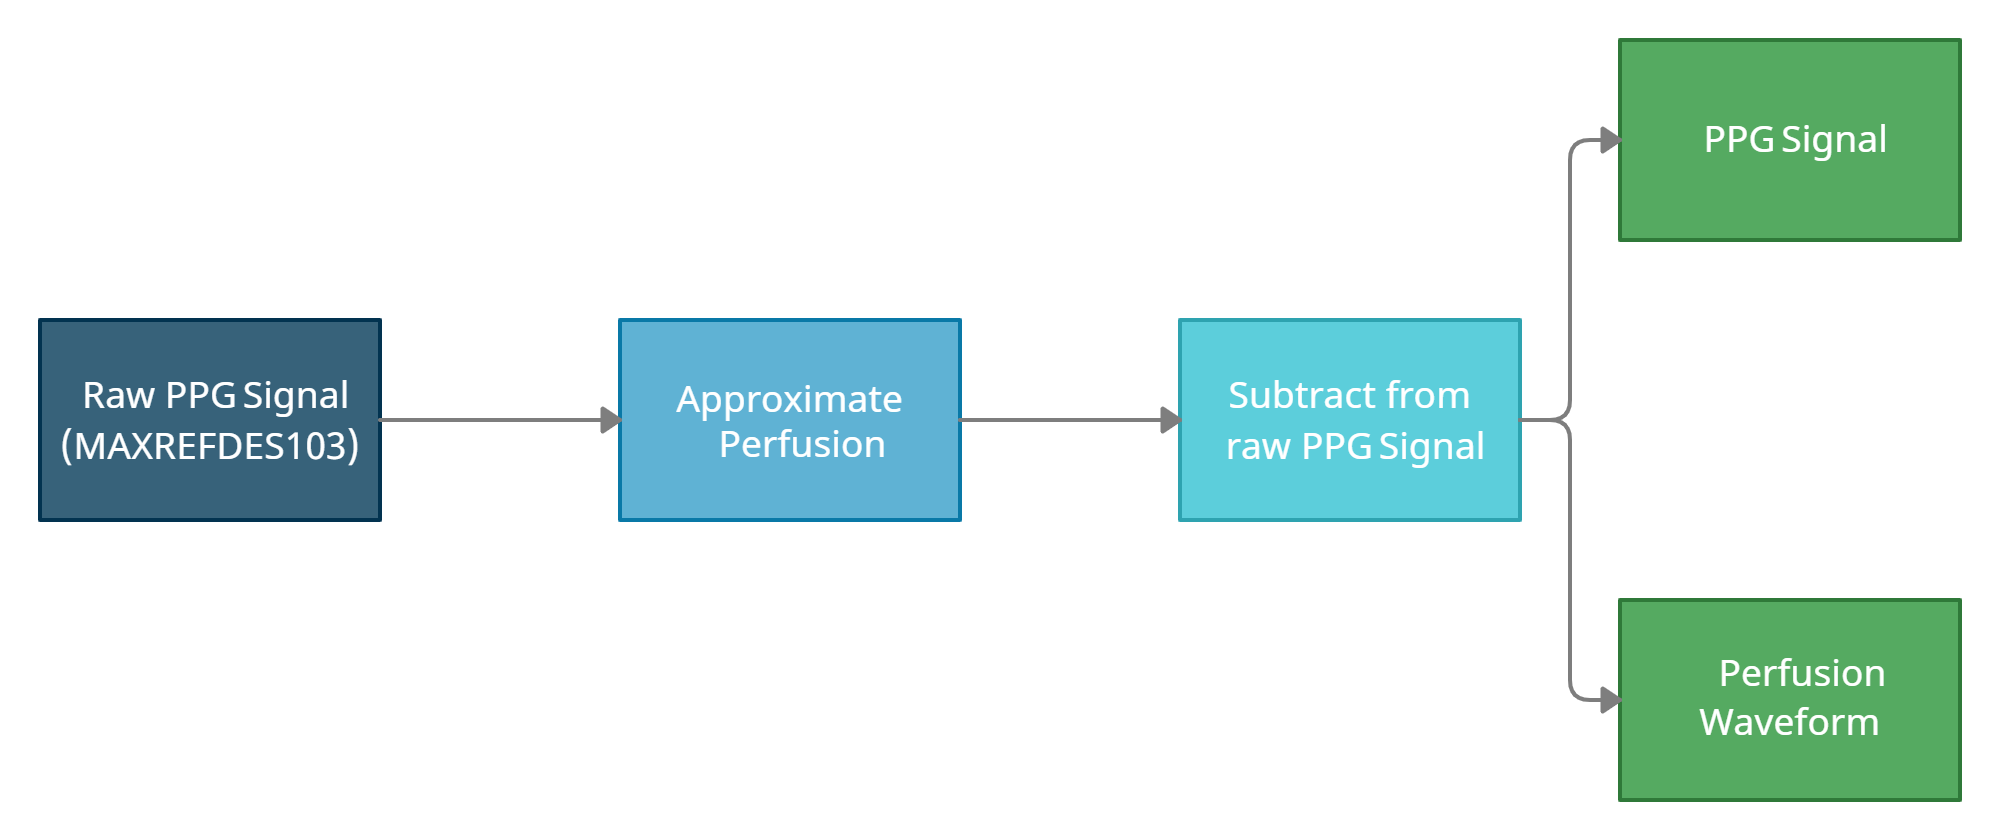 Raw PPG Signal
(MAXREFDES103)
Approximate
Perfusion
Subtract from
raw PPG Signal
PPG Signal
Perfusion
Waveform